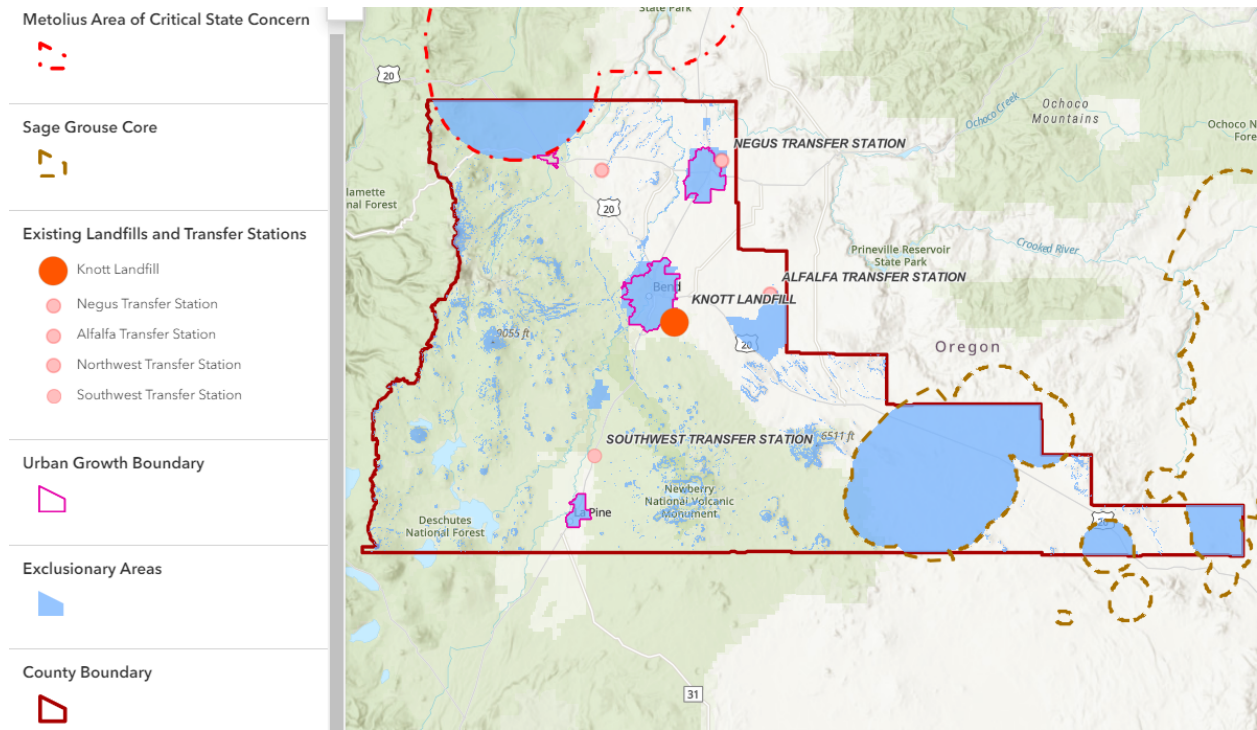 Metolius Area of Critical State Concern
Sage Grouse Core
Existing Landfills and Transfer Stations
Knott Landfill
Negus Transfer Station
Alfalfa Transfer Station
Northwest Transfer Station
Southwest Transfer Station
Urban Growth Boundary
Exclusionary Areas
County Boundary
State Park
20
Ochoco Creek
Ochoco
Mountains
Ochoco N
Fore
NEGUS TRANSFER STATION
lamette
nal Forest
20
Crooked River
Prineville Reservoir
State Park
ALFALFA TRANSFER STATION
Bend
KNOTT LANDFILL
9055 ft
20
Oregon
SOUTHWEST TRANSFER STATION
6511 ft
Newberry
National Volcanic
Monument
La Pine
Deschutes
National Forest
20
31